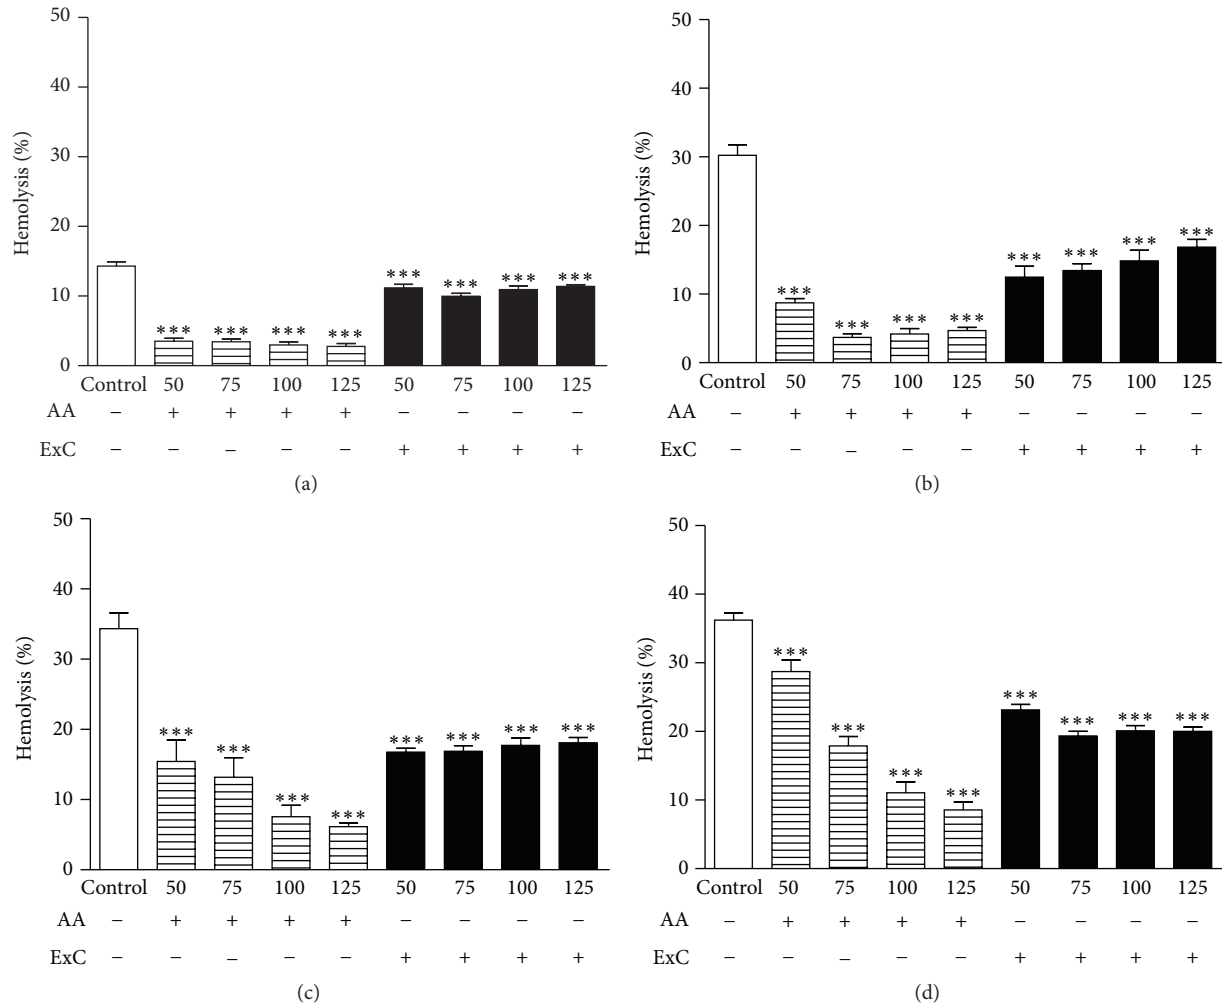 50
40
30
20
10
0
Hemolysis (%)
*** *** *** *** *** *** *** ***
Control 50 75 100 125 50 75 100 125
AA − + + + + − − − −
ExC − − − − − + + + +
(a)
50
40
30
20
10
0
Hemolysis (%)
*** *** *** *** *** *** *** ***
Control 50 75 100 125 50 75 100 125
AA − + + + + − − − −
ExC − − − − − + + + +
(b)
50
40
30
20
10
0
Hemolysis (%)
*** *** *** *** *** *** *** ***
Control 50 75 100 125 50 75 100 125
AA − + + + + − − − −
ExC − − − − − + + + +
(c)
50
40
30
20
10
0
Hemolysis (%)
*** *** *** *** *** *** *** ***
Control 50 75 100 125 50 75 100 125
AA − + + + + − − − −
ExC − − − − − + + + +
(d)